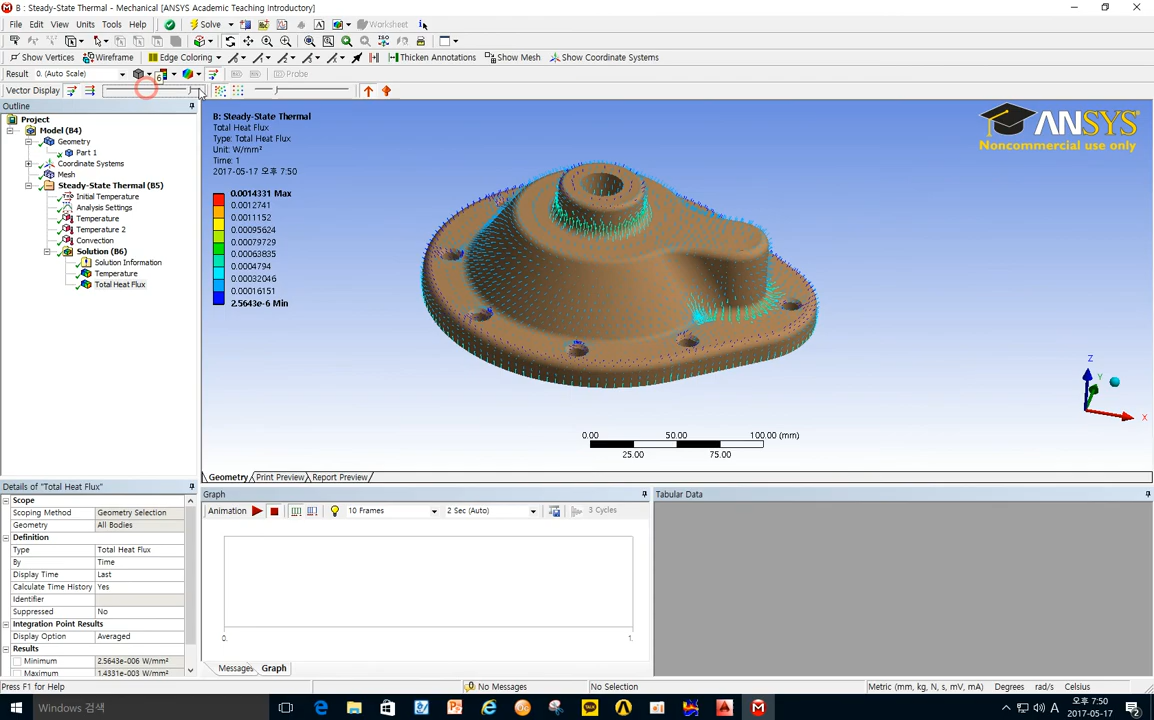 B : Steady-State Thermal - Mechanical [ANSYS Academic Teaching Introductory]
File Edit View Units Tools Help Solve Worksheet
Show Vertices Wireframe Edge Coloring Thicken Annotations Show Mesh Show Coordinate Systems
Result 0. (Auto Scale) Probe
Vector Display
Outline
Project
Model (B4)
Geometry
Part 1
Coordinate Systems
Mesh
Steady-State Thermal (B5)
Initial Temperature
Analysis Settings
Temperature
Temperature 2
Convection
Solution (B6)
Solution Information
Temperature
Total Heat Flux
B: Steady-State Thermal
Total Heat Flux
Type: Total Heat Flux
Unit: W/mm²
Time: 1
2017-05-17 7:50
0.0014331 Max
0.0012741
0.0011152
0.00095624
0.00079729
0.00063835
0.0004794
0.00032046
0.00016151
2.5643e-6 Min
ANSYS
Noncommercial use only
Z
Y
X
0.00 50.00 100.00 (mm)
25.00 75.00
Geometry Print Preview Report Preview
Details of "Total Heat Flux"
Scope
Scoping Method Geometry Selection
Geometry All Bodies
Definition
Type Total Heat Flux
By Time
Display Time Last
Calculate Time History Yes
Identifier
Suppressed No
Integration Point Results
Display Option Averaged
Results
Minimum 2.5643e-006 W/mm²
Maximum 1.4331e-003 W/mm²
Graph
Animation 10 Frames 2 Sec (Auto) 3 Cycles
0. 1.
Messages Graph
Tabular Data
Press F1 for Help No Messages No Selection Metric (mm, kg, N, s, mV, mA) Degrees rad/s Celsius
Windows 검색
A 오후 7:50
2017-05-17